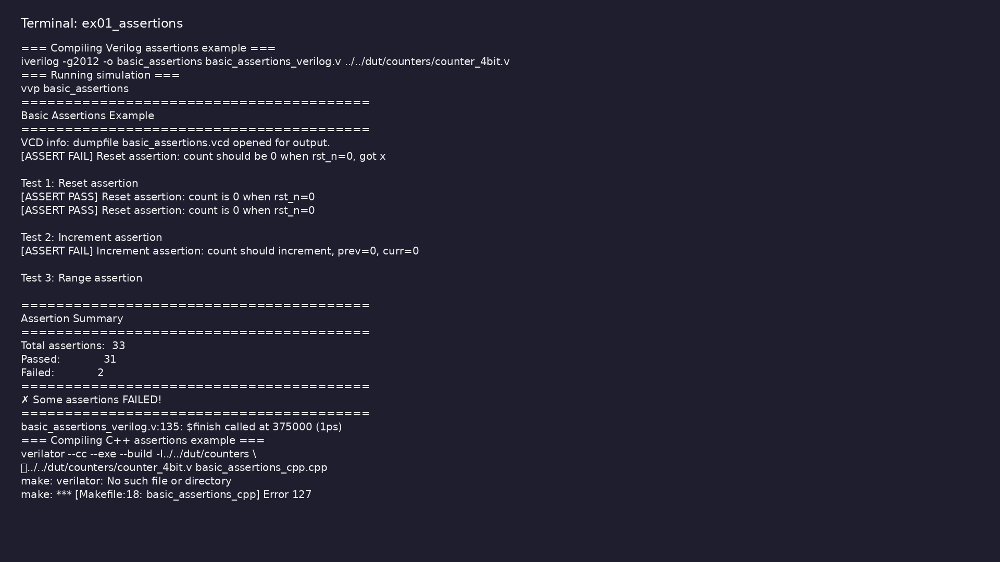 Terminal: ex01_assertions
=== Compiling Verilog assertions example ===
iverilog -g2012 -o basic_assertions basic_assertions_verilog.v ../../dut/counters/counter_4bit.v
=== Running simulation ===
vvp basic_assertions
========================================
Basic Assertions Example
========================================
VCD info: dumpfile basic_assertions.vcd opened for output.
[ASSERT FAIL] Reset assertion: count should be 0 when rst_n=0, got x
Test 1: Reset assertion
[ASSERT PASS] Reset assertion: count is 0 when rst_n=0
[ASSERT PASS] Reset assertion: count is 0 when rst_n=0
Test 2: Increment assertion
[ASSERT FAIL] Increment assertion: count should increment, prev=0, curr=0
Test 3: Range assertion
========================================
Assertion Summary
========================================
Total assertions:  33
Passed:            31
Failed:            2
========================================
✗ Some assertions FAILED!
========================================
basic_assertions_verilog.v:135: $finish called at 375000 (1ps)
=== Compiling C++ assertions example ===
verilator --cc --exe --build -I../../dut/counters \
../../dut/counters/counter_4bit.v basic_assertions_cpp.cpp
make: verilator: No such file or directory
make: *** [Makefile:18: basic_assertions_cpp] Error 127